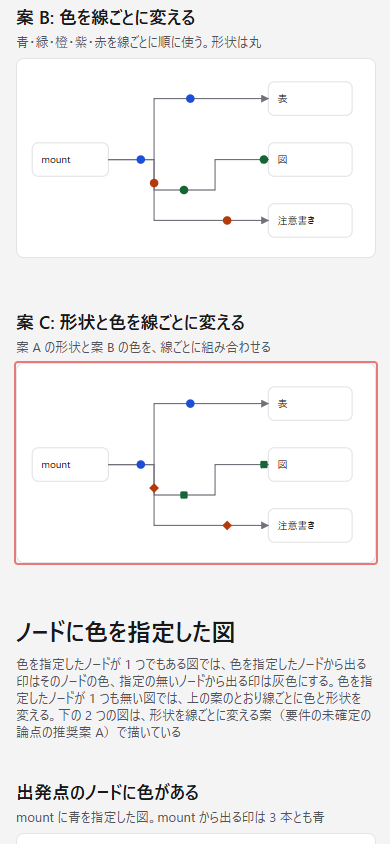 案 B: 色を線ごとに変える
青・緑・橙・紫・赤を線ごとに順に使う。形状は丸
表
mount
図
注意書き
案 C: 形状と色を線ごとに変える
案 A の形状と案 B の色を、線ごとに組み合わせる
表
mount
図
注意書き
ノードに色を指定した図
色を指定したノードが 1 つでもある図では、色を指定したノードから出る
印はそのノードの色、指定の無いノードから出る印は灰色にする。色を指
定したノードが 1 つも無い図では、上の案のとおり線ごとに色と形状を
変える。下の 2 つの図は、形状を線ごとに変える案（要件の未確定の
論点の推奨案 A）で描いている
出発点のノードに色がある
mount に青を指定した図。mount から出る印は 3 本とも青